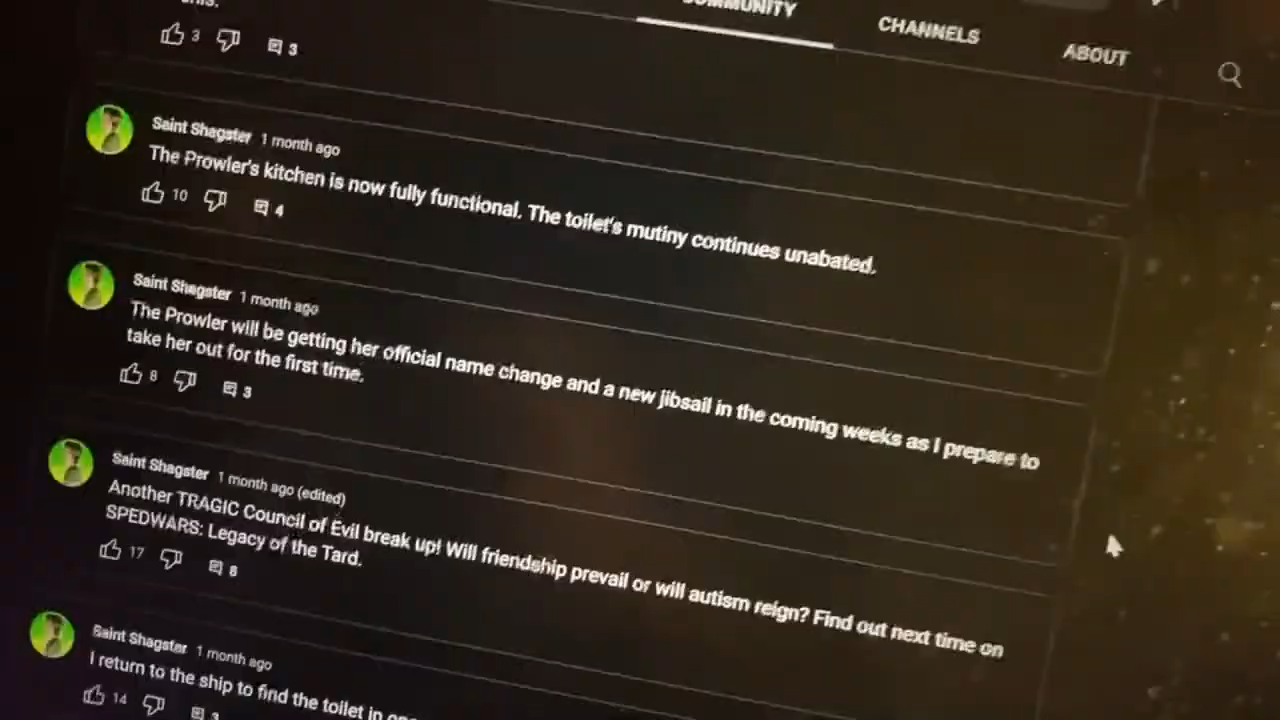 this.
COMMUNITY
CHANNELS
ABOUT
3 3
Saint Shagster 1 month ago
The Prowler's kitchen is now fully functional. The toilet's mutiny continues unabated.
10 4
Saint Shagster 1 month ago
The Prowler will be getting her official name change and a new jibsail in the coming weeks as I prepare to
take her out for the first time.
8 3
Saint Shagster 1 month ago (edited)
Another TRAGIC Council of Evil break up! Will friendship prevail or will autism reign? Find out next time on
SPEDWARS: Legacy of the Tard.
17 8
Saint Shagster 1 month ago
I return to the ship to find the toilet in
14 3